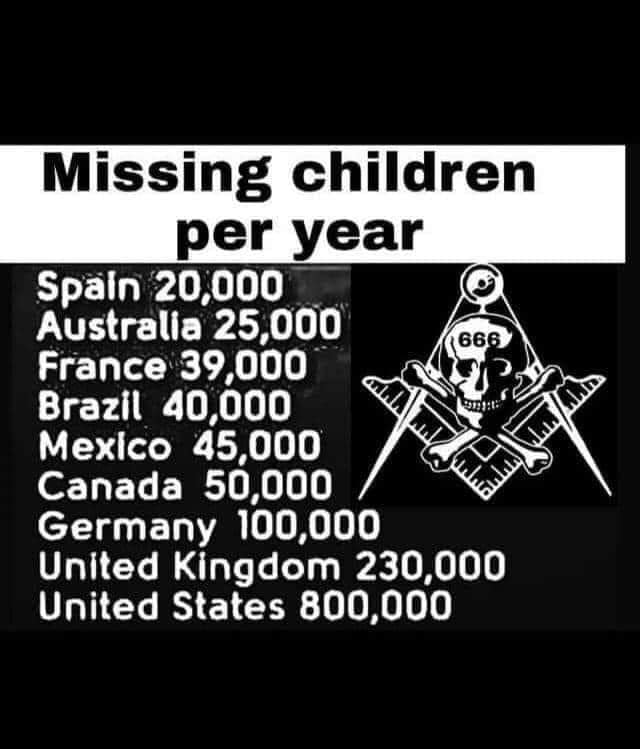 Missing children
per year
Spain 20,000
Australia 25,000
France 39,000
Brazil 40,000
Mexico 45,000
Canada 50,000
Germany 100,000
United Kingdom 230,000
United States 800,000
666